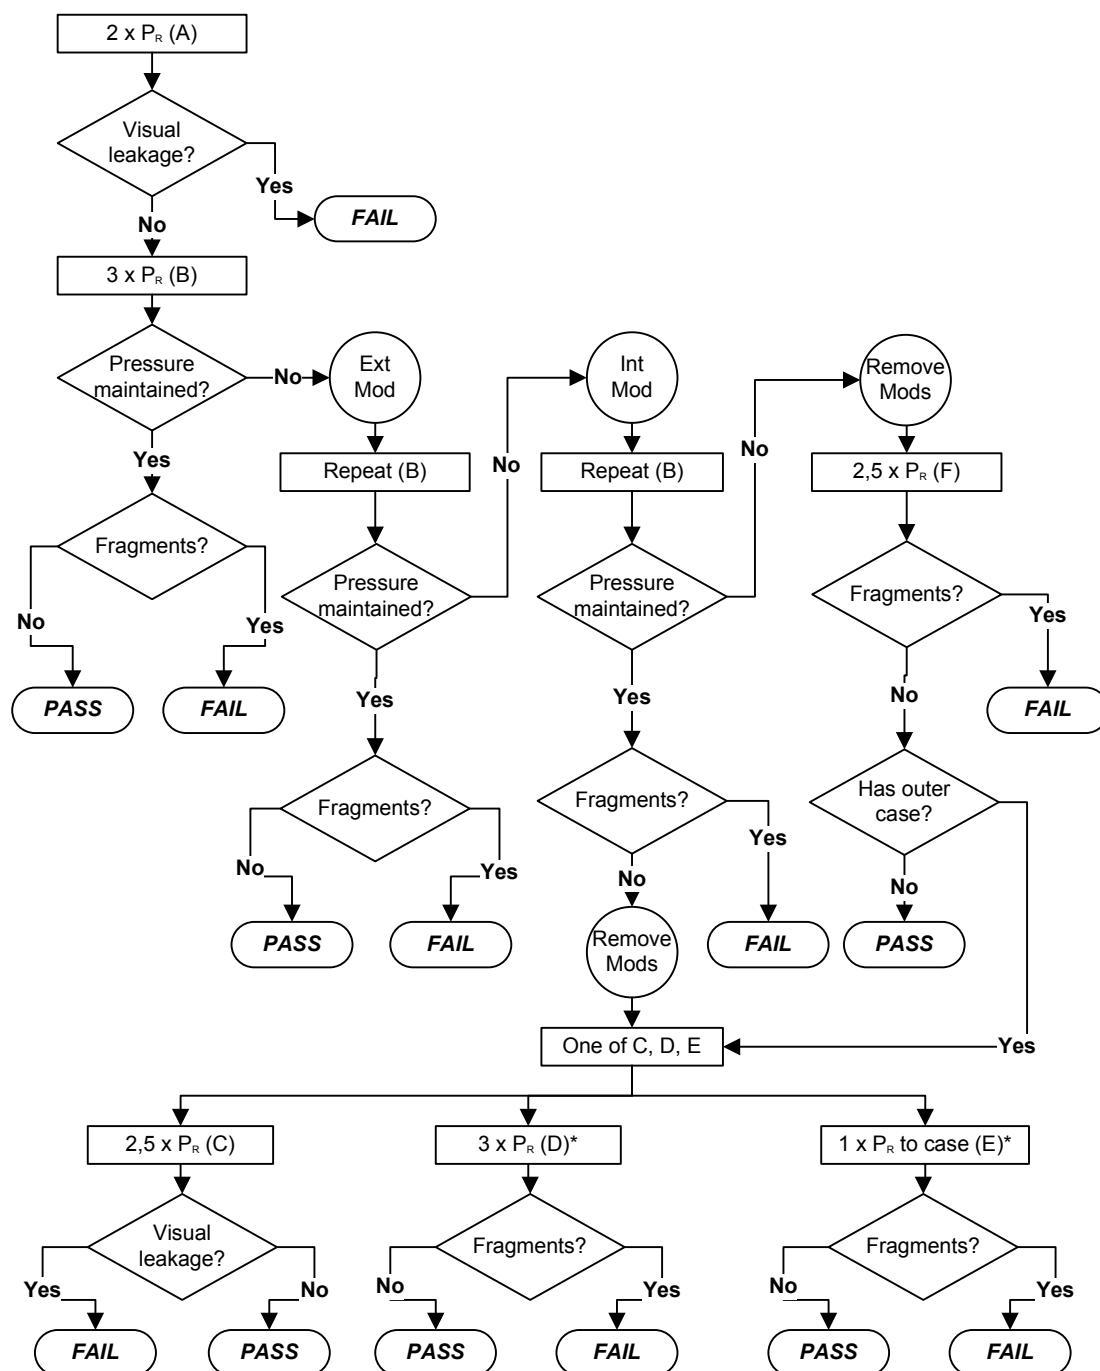 2 x PR (A)
Visual
leakage?
Yes
FAIL
No
3 x PR (B)
Pressure
maintained?
No
Ext
Mod
Int
Mod
Remove
Mods
Yes
Repeat (B)
No
Repeat (B)
No
2,5 x PR (F)
Fragments?
No
Yes
PASS
FAIL
Pressure
maintained?
Yes
Pressure
maintained?
Yes
Fragments?
Yes
FAIL
No
Fragments?
No
Yes
PASS
FAIL
Fragments?
Yes
FAIL
No
Has outer
case?
No
PASS
Yes
Remove
Mods
One of C, D, E
2,5 x PR (C)
3 x PR (D)*
1 x PR to case (E)*
Visual
leakage?
Yes
No
FAIL
PASS
Fragments?
No
Yes
PASS
FAIL
Fragments?
No
Yes
PASS
FAIL